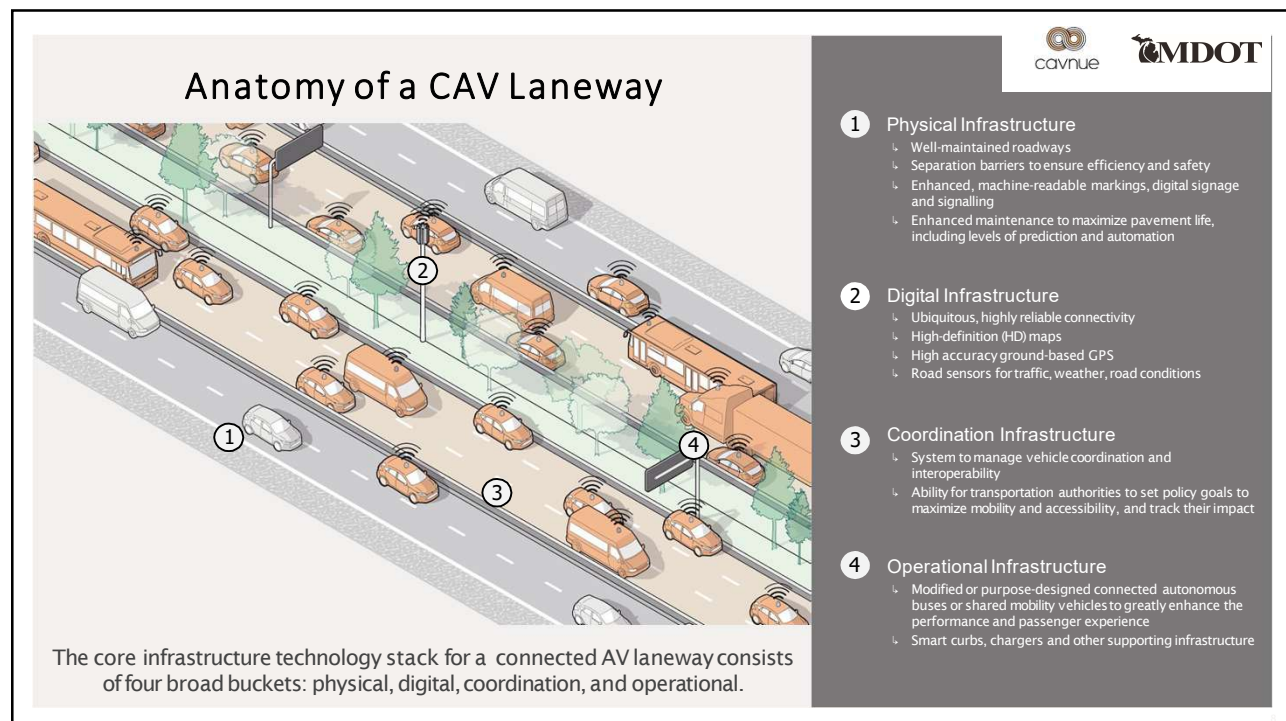 Anatomy of a CAV Laneway
2
1
3
4
The core infrastructure technology stack for a connected AV laneway consists
of four broad buckets: physical, digital, coordination, and operational.
cavnue
MDOT
1 Physical Infrastructure
↳ Well-maintained roadways
↳ Separation barriers to ensure efficiency and safety
↳ Enhanced, machine-readable markings, digital signage
and signalling
↳ Enhanced maintenance to maximize pavement life,
including levels of prediction and automation
2 Digital Infrastructure
↳ Ubiquitous, highly reliable connectivity
↳ High-definition (HD) maps
↳ High accuracy ground-based GPS
↳ Road sensors for traffic, weather, road conditions
3 Coordination Infrastructure
↳ System to manage vehicle coordination and
interoperability
↳ Ability for transportation authorities to set policy goals to
maximize mobility and accessibility, and track their impact
4 Operational Infrastructure
↳ Modified or purpose-designed connected autonomous
buses or shared mobility vehicles to greatly enhance the
performance and passenger experience
↳ Smart curbs, chargers and other supporting infrastructure